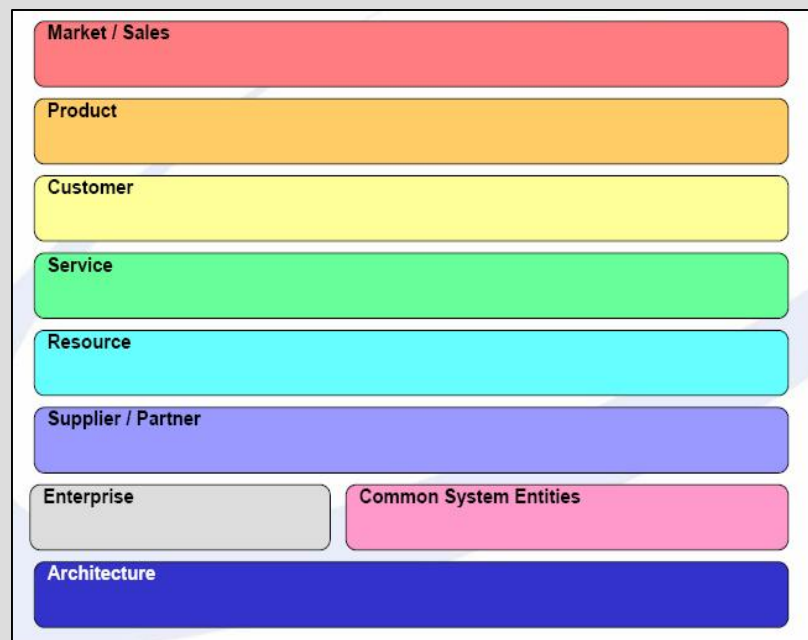 Market / Sales
Product
Customer
Service
Resource
Supplier / Partner
Enterprise
Common System Entities
Architecture